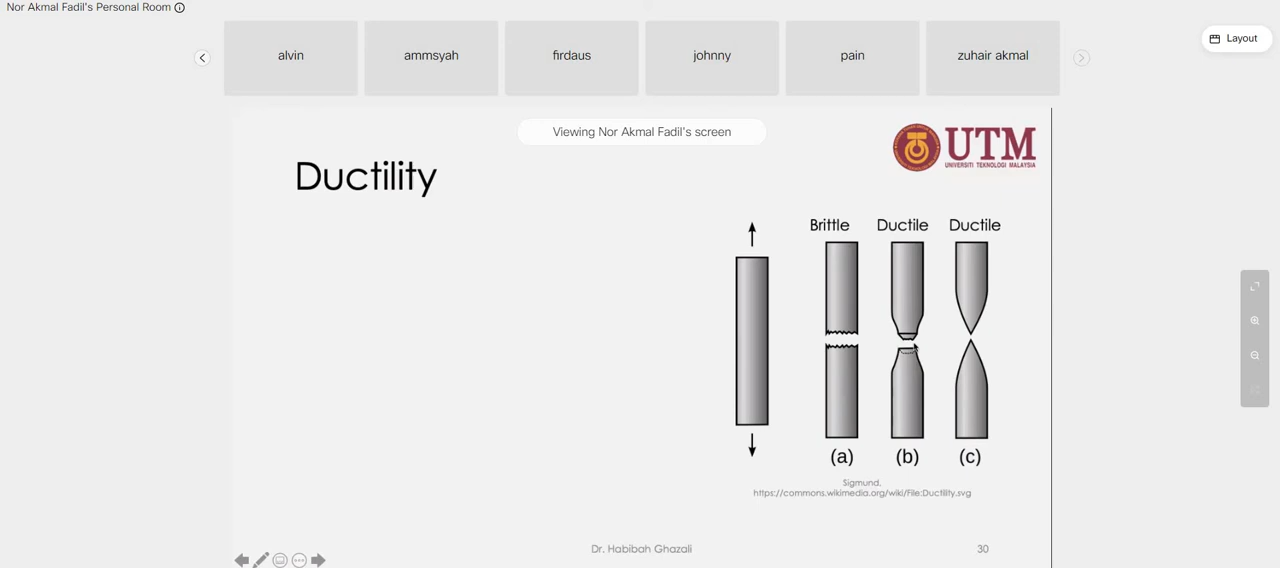 Nor Akmal Fadil's Personal Room
alvin
ammsyah
firdaus
johnny
pain
zuhair akmal
Layout
Viewing Nor Akmal Fadil's screen
UTM
UNIVERSITI TEKNOLOGI MALAYSIA
Ductility
Brittle Ductile Ductile
(a) (b) (c)
Sigmund.
https://commons.wikimedia.org/wiki/File:Ductility.svg
Dr. Habibah Ghazali
30